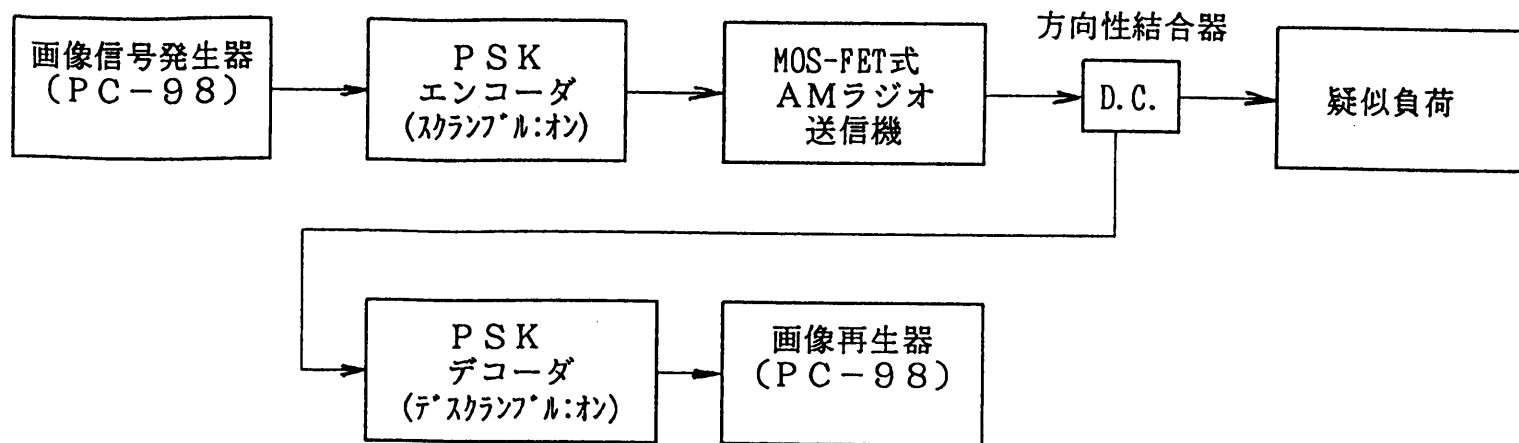 画像信号発生器
(PC-98)
PSK
エンコーダ
(スクランブル:オン)
MOS-FET式
AMラジオ
送信機
方向性結合器
D.C.
疑似負荷
PSK
デコーダ
(デスクランブル:オン)
画像再生器
(PC-98)